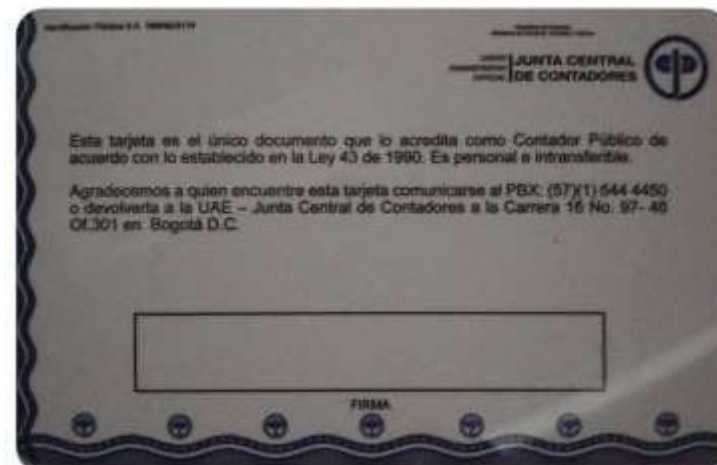 JUNTA CENTRAL
DE CONTADORES
Esta tarjeta es el único documento que lo acredita como Contador Público de
acuerdo con lo establecido en la Ley 43 de 1990. Es personal e intransferible.
Agradecemos a quien encuentre esta tarjeta comunicarse al PBX: (57)(1) 644 4450
o devolverla a la UAE – Junta Central de Contadores a la Carrera 16 No. 97- 46
Of.301 en Bogotá D.C.
FIRMA